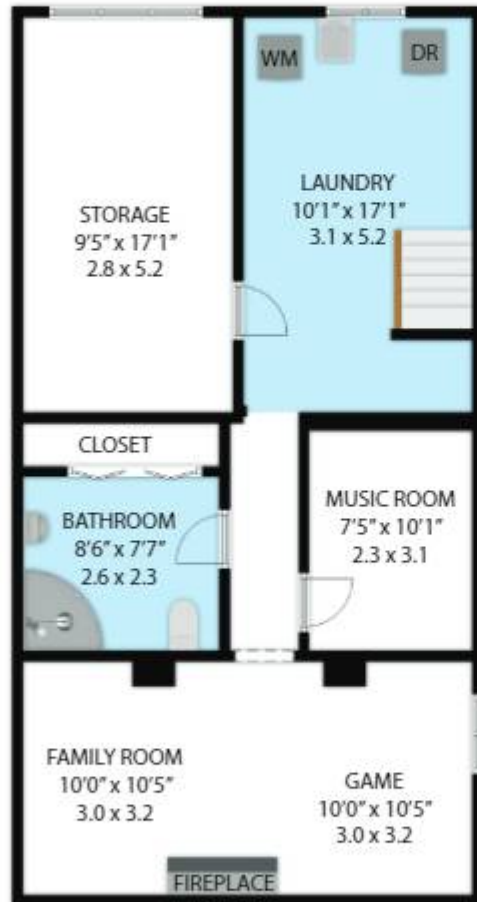 WM
DR
STORAGE
9'5" x 17'1"
2.8 x 5.2
LAUNDRY
10'1" x 17'1"
3.1 x 5.2
CLOSET
BATHROOM
8'6" x 7'7"
2.6 x 2.3
MUSIC ROOM
7'5" x 10'1"
2.3 x 3.1
FAMILY ROOM
10'0" x 10'5"
3.0 x 3.2
GAME
10'0" x 10'5"
3.0 x 3.2
FIREPLACE